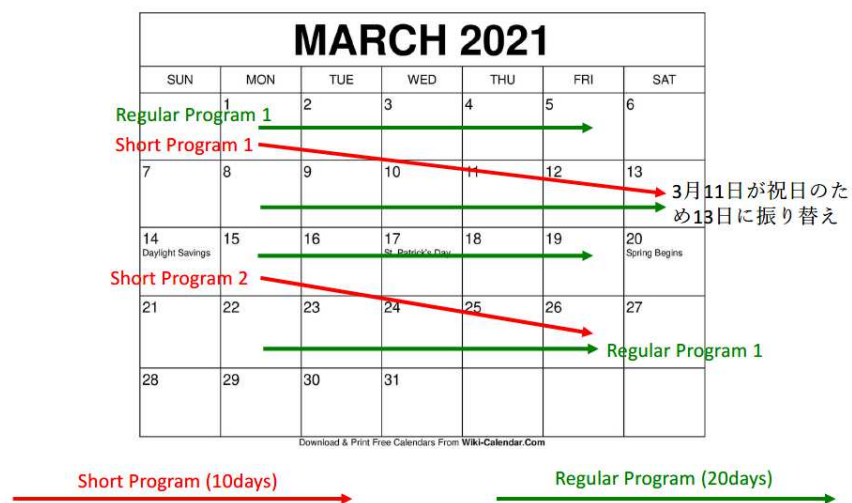 MARCH 2021
SUN MON TUE WED THU FRI SAT
1 2 3 4 5 6
Regular Program 1
Short Program 1
7 8 9 10 11 12 13
3月11日が祝日のた
め13日に振り替え
14 15 16 17 18 19 20
Daylight Savings St. Patrick's Day Spring Begins
Short Program 2
21 22 23 24 25 26 27
Regular Program 1
28 29 30 31
Download & Print Free Calendars From Wiki-Calendar.Com
Short Program (10days) Regular Program (20days)